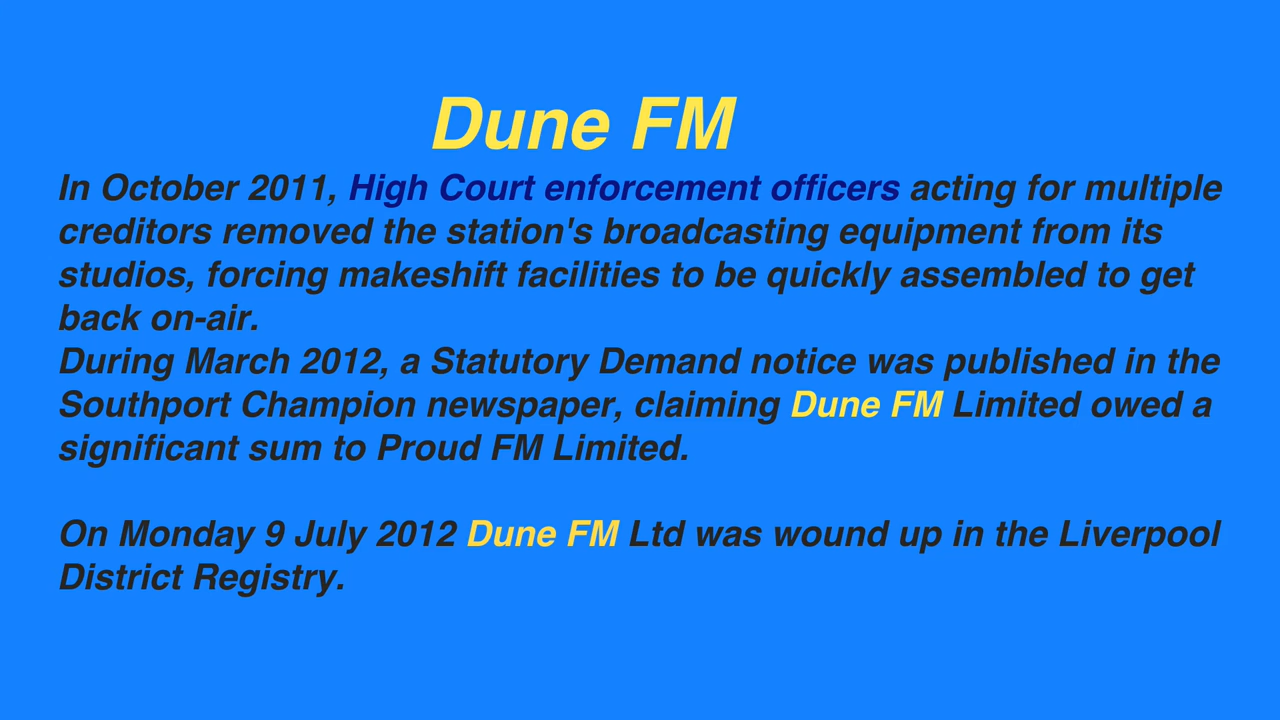 Dune FM
In October 2011, High Court enforcement officers acting for multiple
creditors removed the station's broadcasting equipment from its
studios, forcing makeshift facilities to be quickly assembled to get
back on-air.
During March 2012, a Statutory Demand notice was published in the
Southport Champion newspaper, claiming Dune FM Limited owed a
significant sum to Proud FM Limited.
On Monday 9 July 2012 Dune FM Ltd was wound up in the Liverpool
District Registry.